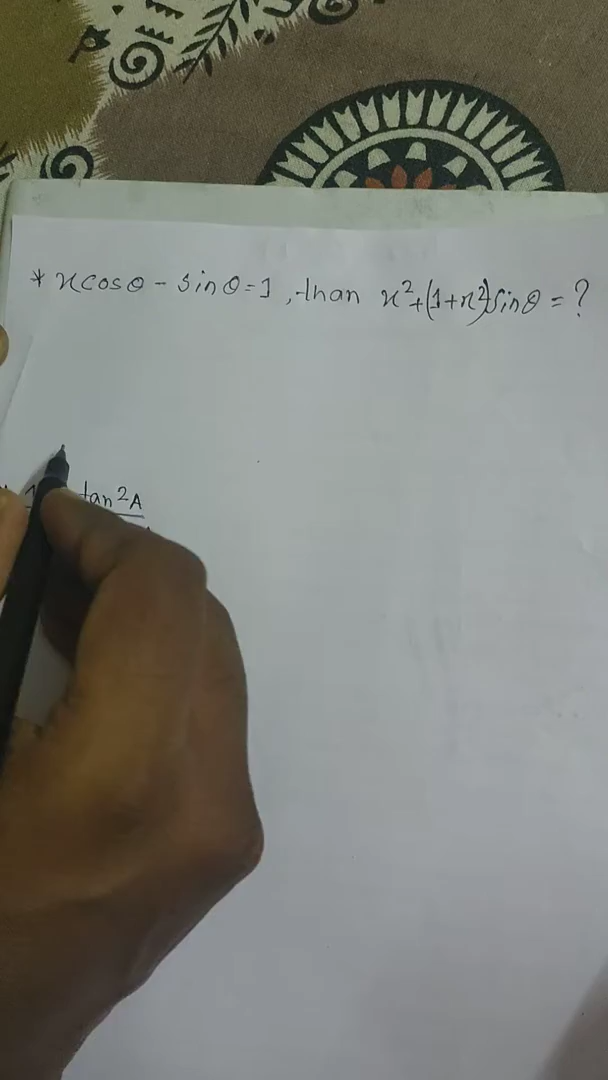 * xcosθ - sinθ=1, than x²+(1+x²)sinθ = ?
tan²A